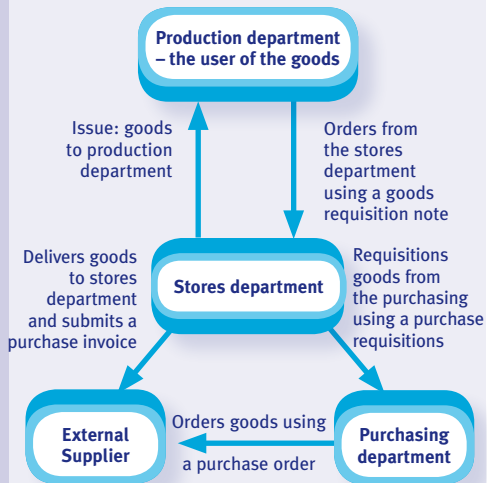 Production department
– the user of the goods
Issue: goods
to production
department
Orders from
the stores
department
using a goods
requisition note
Delivers goods
to stores
department
and submits a
purchase invoice
Stores department
Requisitions
goods from
the purchasing
using a purchase
requisitions
External
Supplier
Orders goods using
a purchase order
Purchasing
department